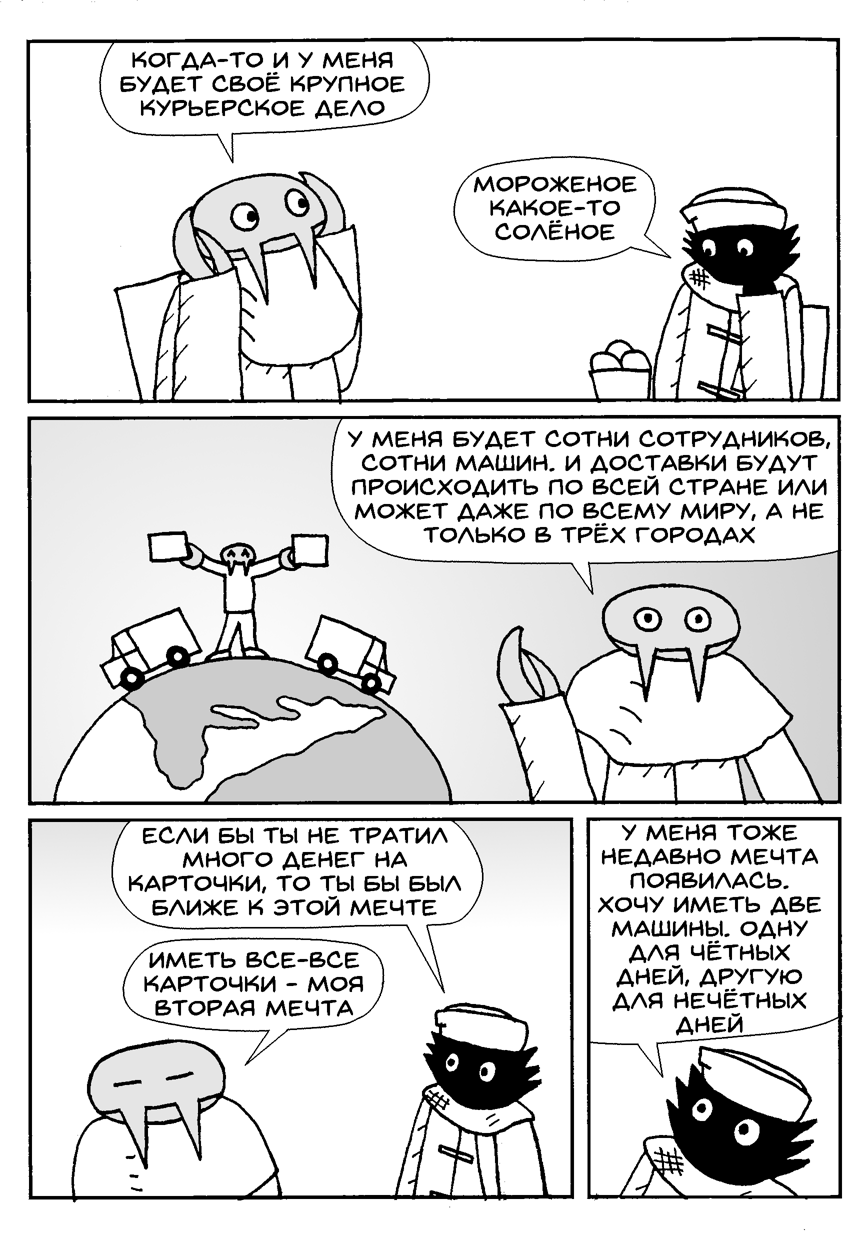 КОГДА-ТО И У МЕНЯ
БУДЕТ СВОЁ КРУПНОЕ
КУРЬЕРСКОЕ ДЕЛО
МОРОЖЕНОЕ
КАКОЕ-ТО
СОЛЁНОЕ
У МЕНЯ БУДЕТ СОТНИ СОТРУДНИКОВ,
СОТНИ МАШИН. И ДОСТАВКИ БУДУТ
ПРОИСХОДИТЬ ПО ВСЕЙ СТРАНЕ ИЛИ
МОЖЕТ ДАЖЕ ПО ВСЕМУ МИРУ, А НЕ
ТОЛЬКО В ТРЁХ ГОРОДАХ
ЕСЛИ БЫ ТЫ НЕ ТРАТИЛ
МНОГО ДЕНЕГ НА
КАРТОЧКИ, ТО ТЫ БЫ БЫЛ
БЛИЖЕ К ЭТОЙ МЕЧТЕ
ИМЕТЬ ВСЕ-ВСЕ
КАРТОЧКИ - МОЯ
ВТОРАЯ МЕЧТА
У МЕНЯ ТОЖЕ
НЕДАВНО МЕЧТА
ПОЯВИЛАСЬ.
ХОЧУ ИМЕТЬ ДВЕ
МАШИНЫ. ОДНУ
ДЛЯ ЧЁТНЫХ
ДНЕЙ, ДРУГУЮ
ДЛЯ НЕЧЁТНЫХ
ДНЕЙ